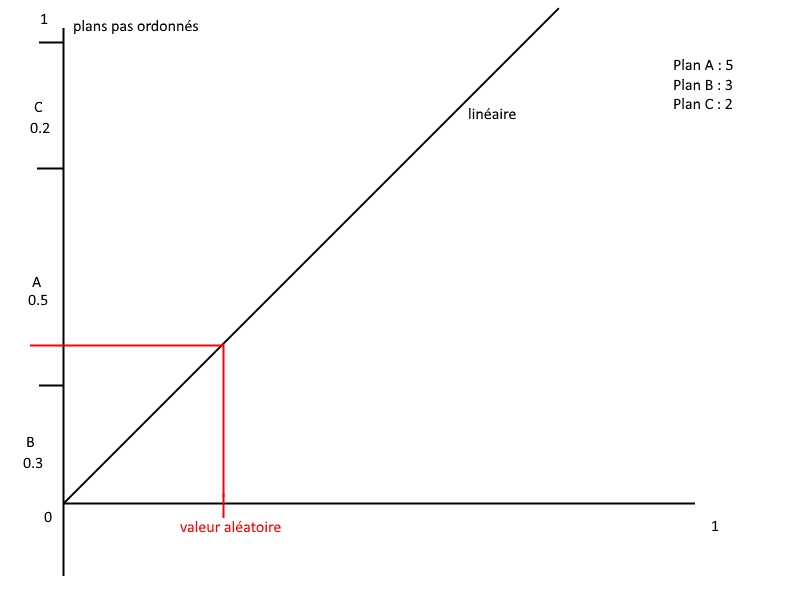 1
plans pas ordonnés
Plan A : 5
Plan B : 3
Plan C : 2
C
0.2
linéaire
A
0.5
B
0.3
0
valeur aléatoire
1